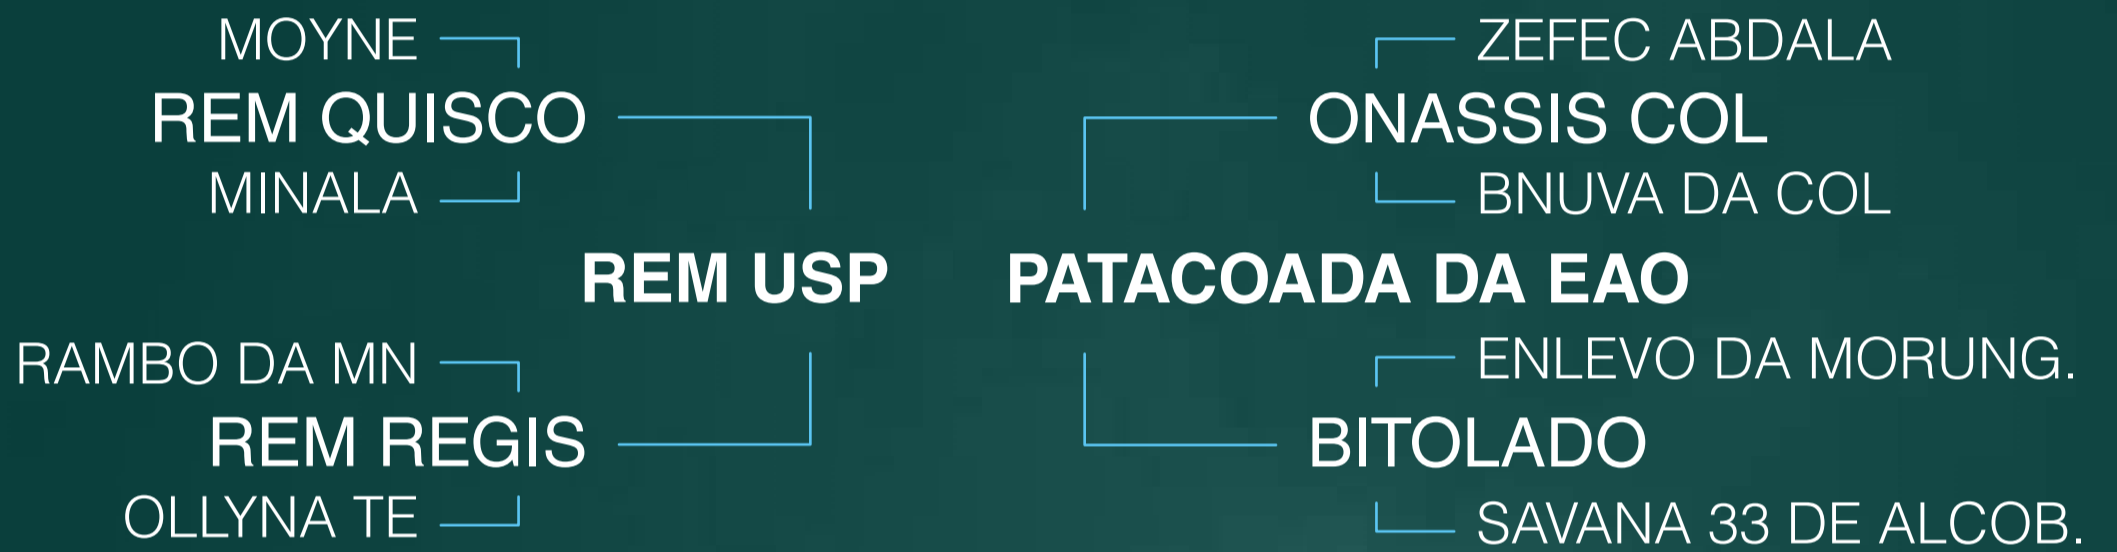 MOYNE
REM QUISCO
MINALA
REM USP
RAMBO DA MN
REM REGIS
OLLYNA TE
ZEFEC ABDALA
ONASSIS COL
BNUVA DA COL
PATACOADA DA EAO
ENLEVO DA MORUNG.
BITOLADO
SAVANA 33 DE ALCOB.